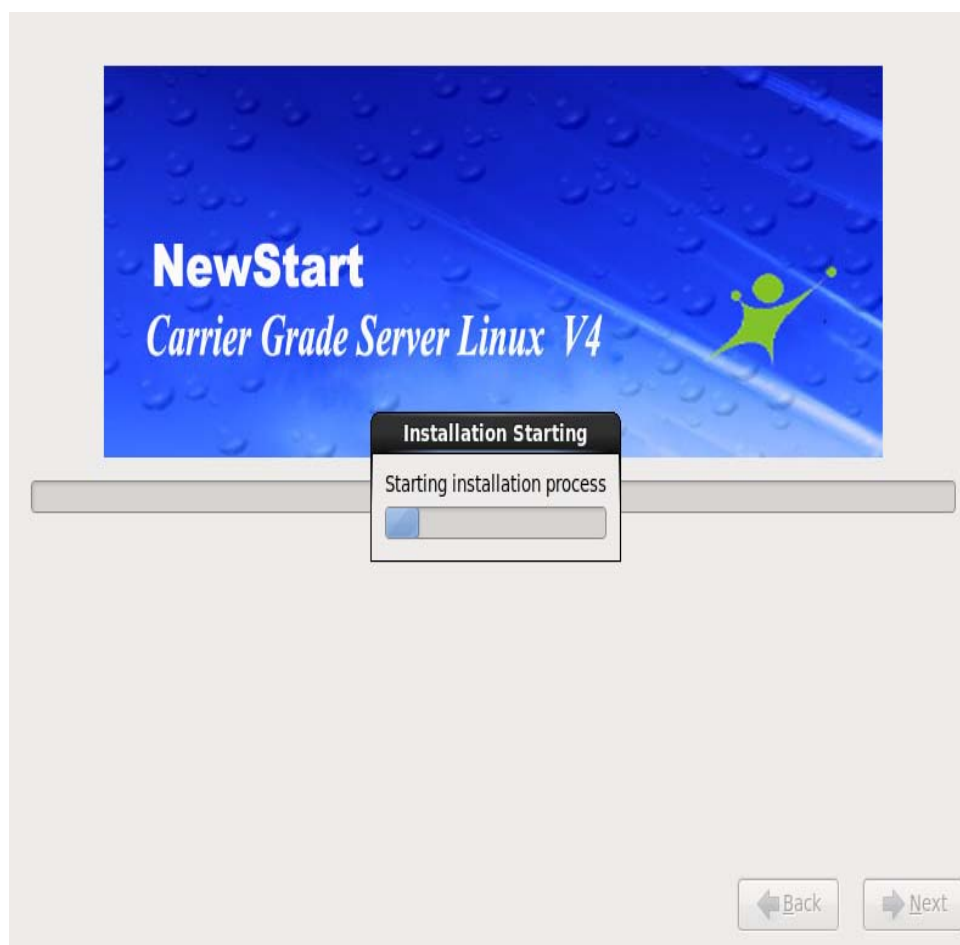 NewStart
Carrier Grade Server Linux V4
Installation Starting
Starting installation process
Back
Next